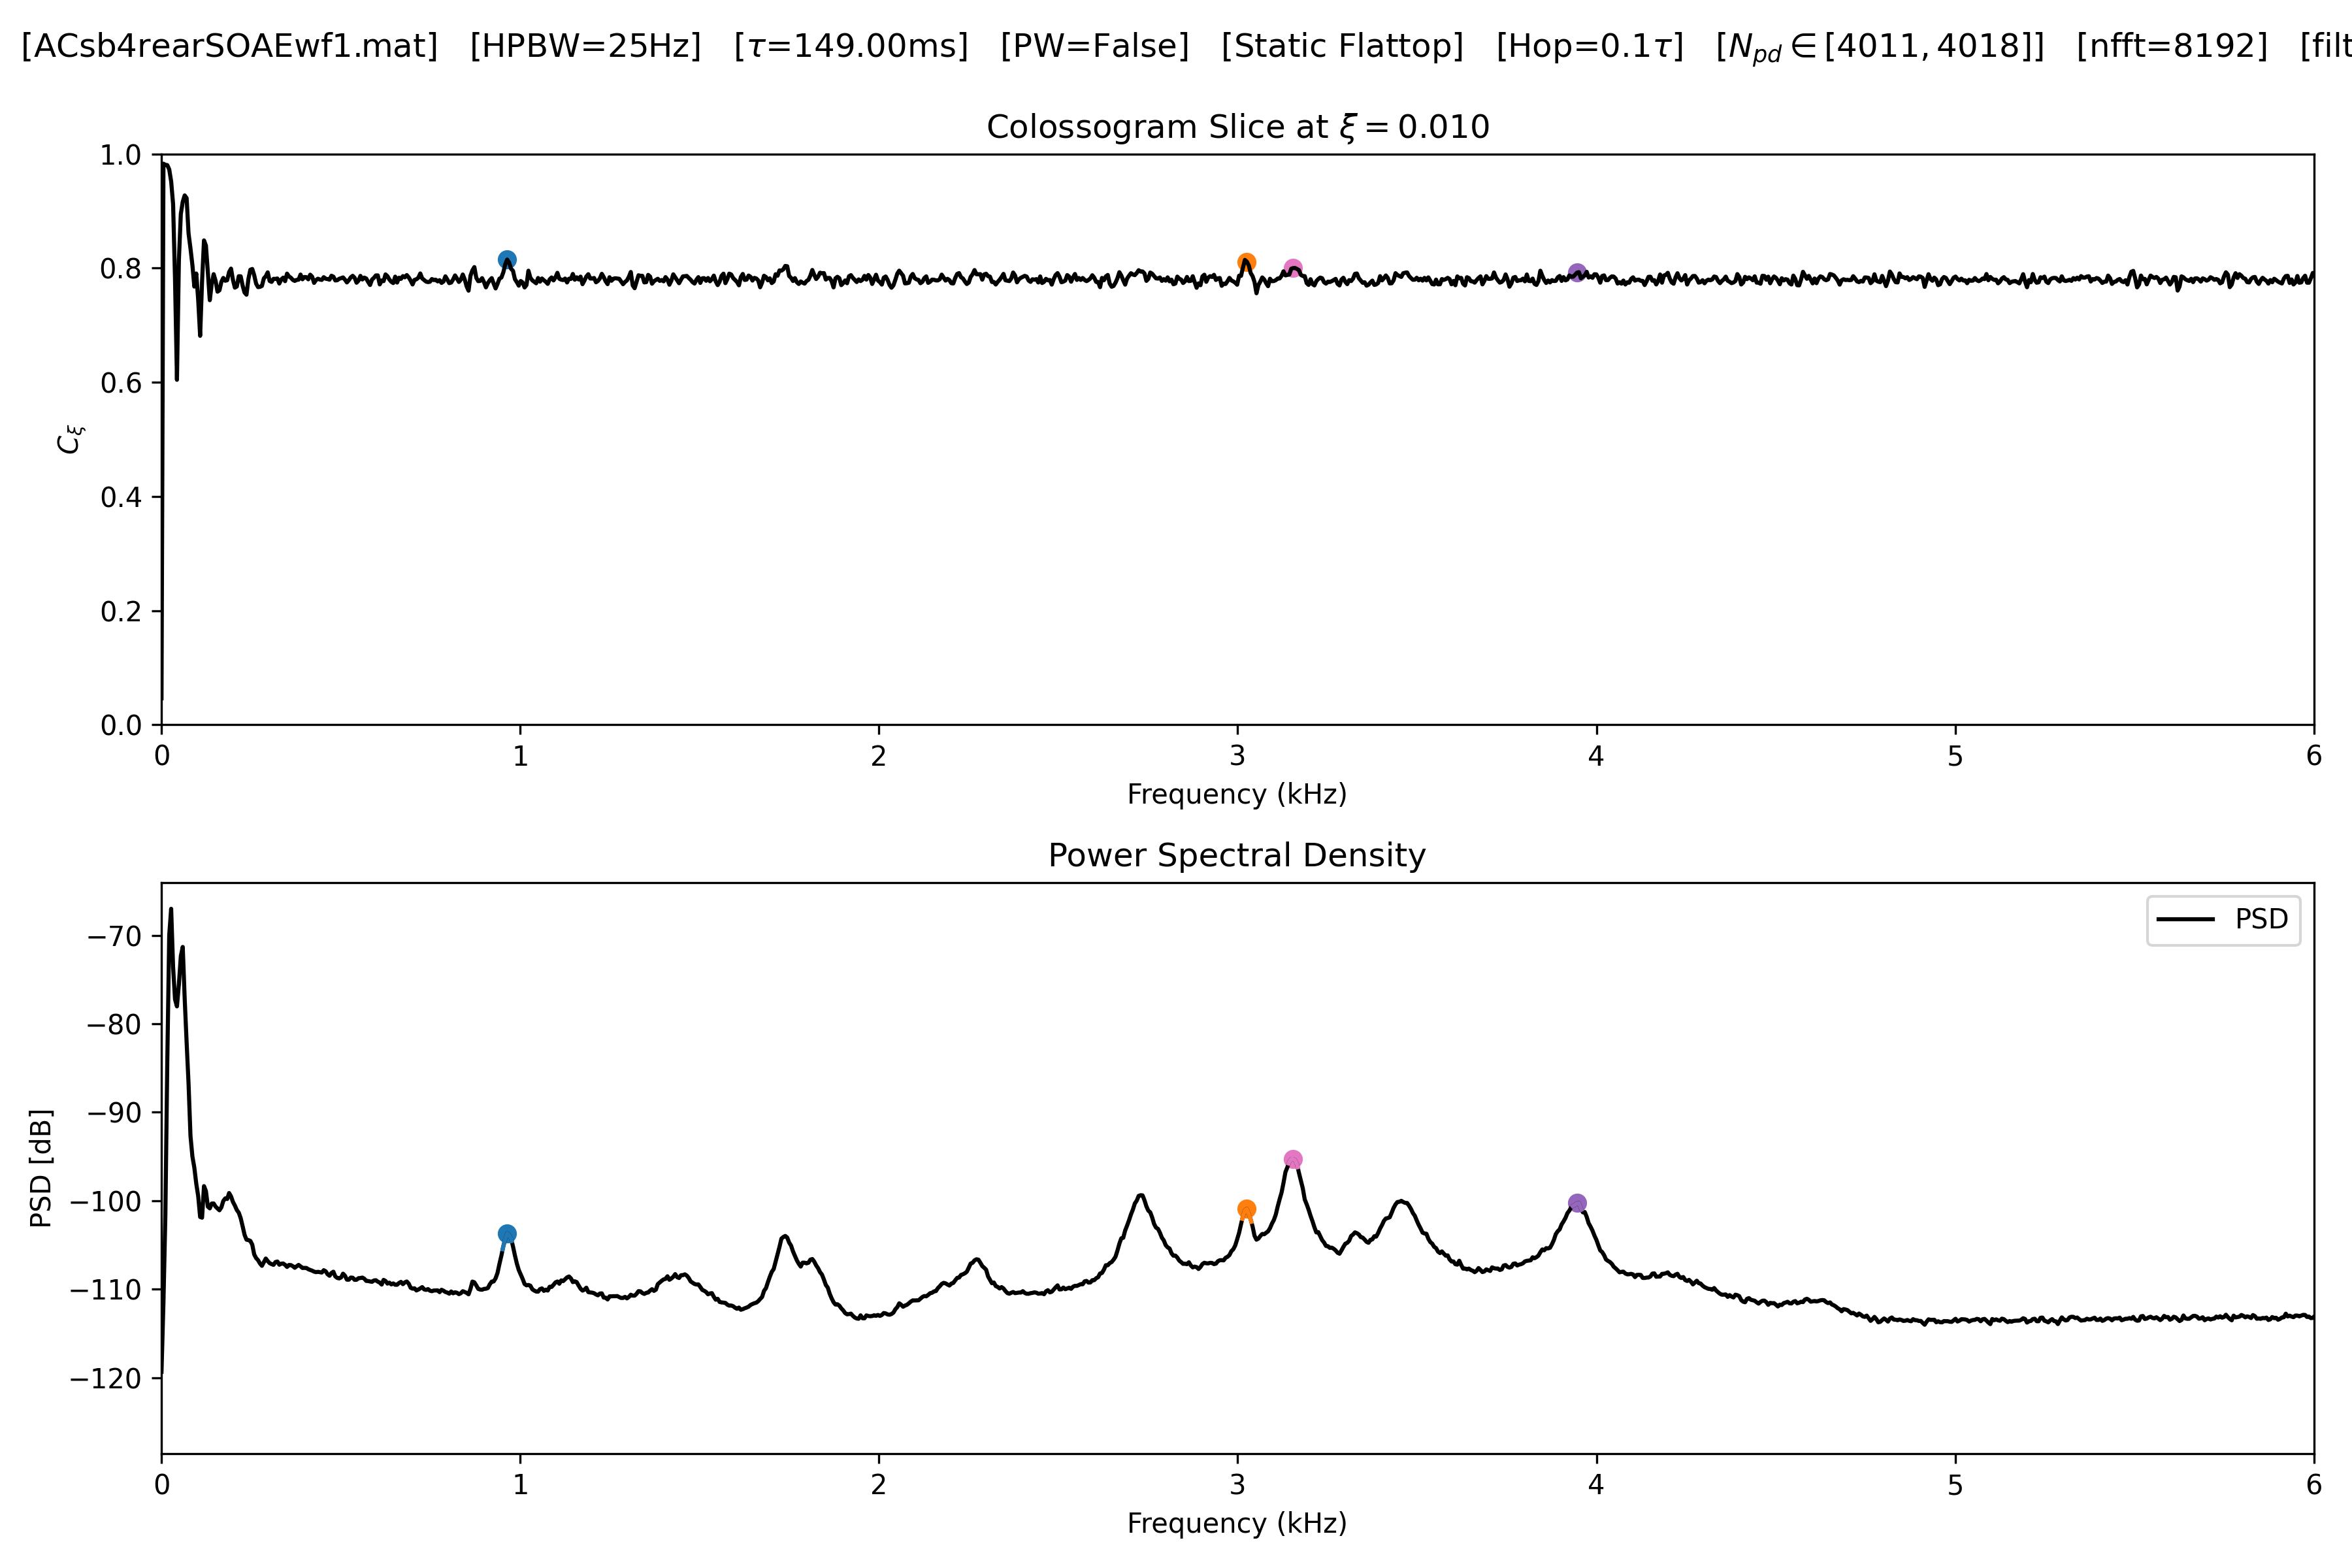 [ACsb4rearSOAEwf1.mat] [HPBW=25Hz] [τ=149.00ms] [PW=False] [Static Flattop] [Hop=0.1τ] [N_pd ∈ [4011, 4018]] [nfft=8192] [filt
Colossogram Slice at ξ = 0.010
1.0
0.8
0.6
0.4
0.2
0.0
C_ξ
0 1 2 3 4 5 6
Frequency (kHz)
Power Spectral Density
PSD
−70
−80
−90
−100
−110
−120
PSD [dB]
0 1 2 3 4 5 6
Frequency (kHz)